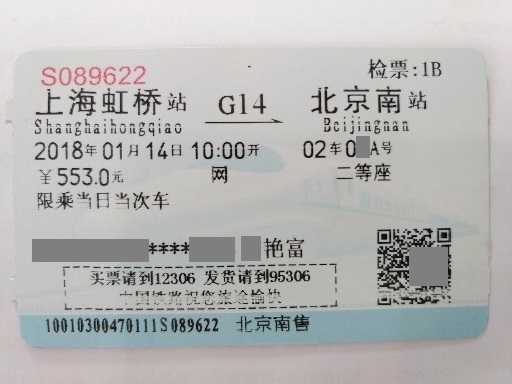 S089622 检票:1B
上海虹桥站 G14 北京南站
Shanghaihongqiao Beijingnan
2018年01月14日 10:00开 02车0 A号
¥553.0元 网 二等座
限乘当日当次车
**** 艳富
买票请到12306 发货请到95306
中国铁路祝您旅途愉快
10010300470111S089622 北京南售